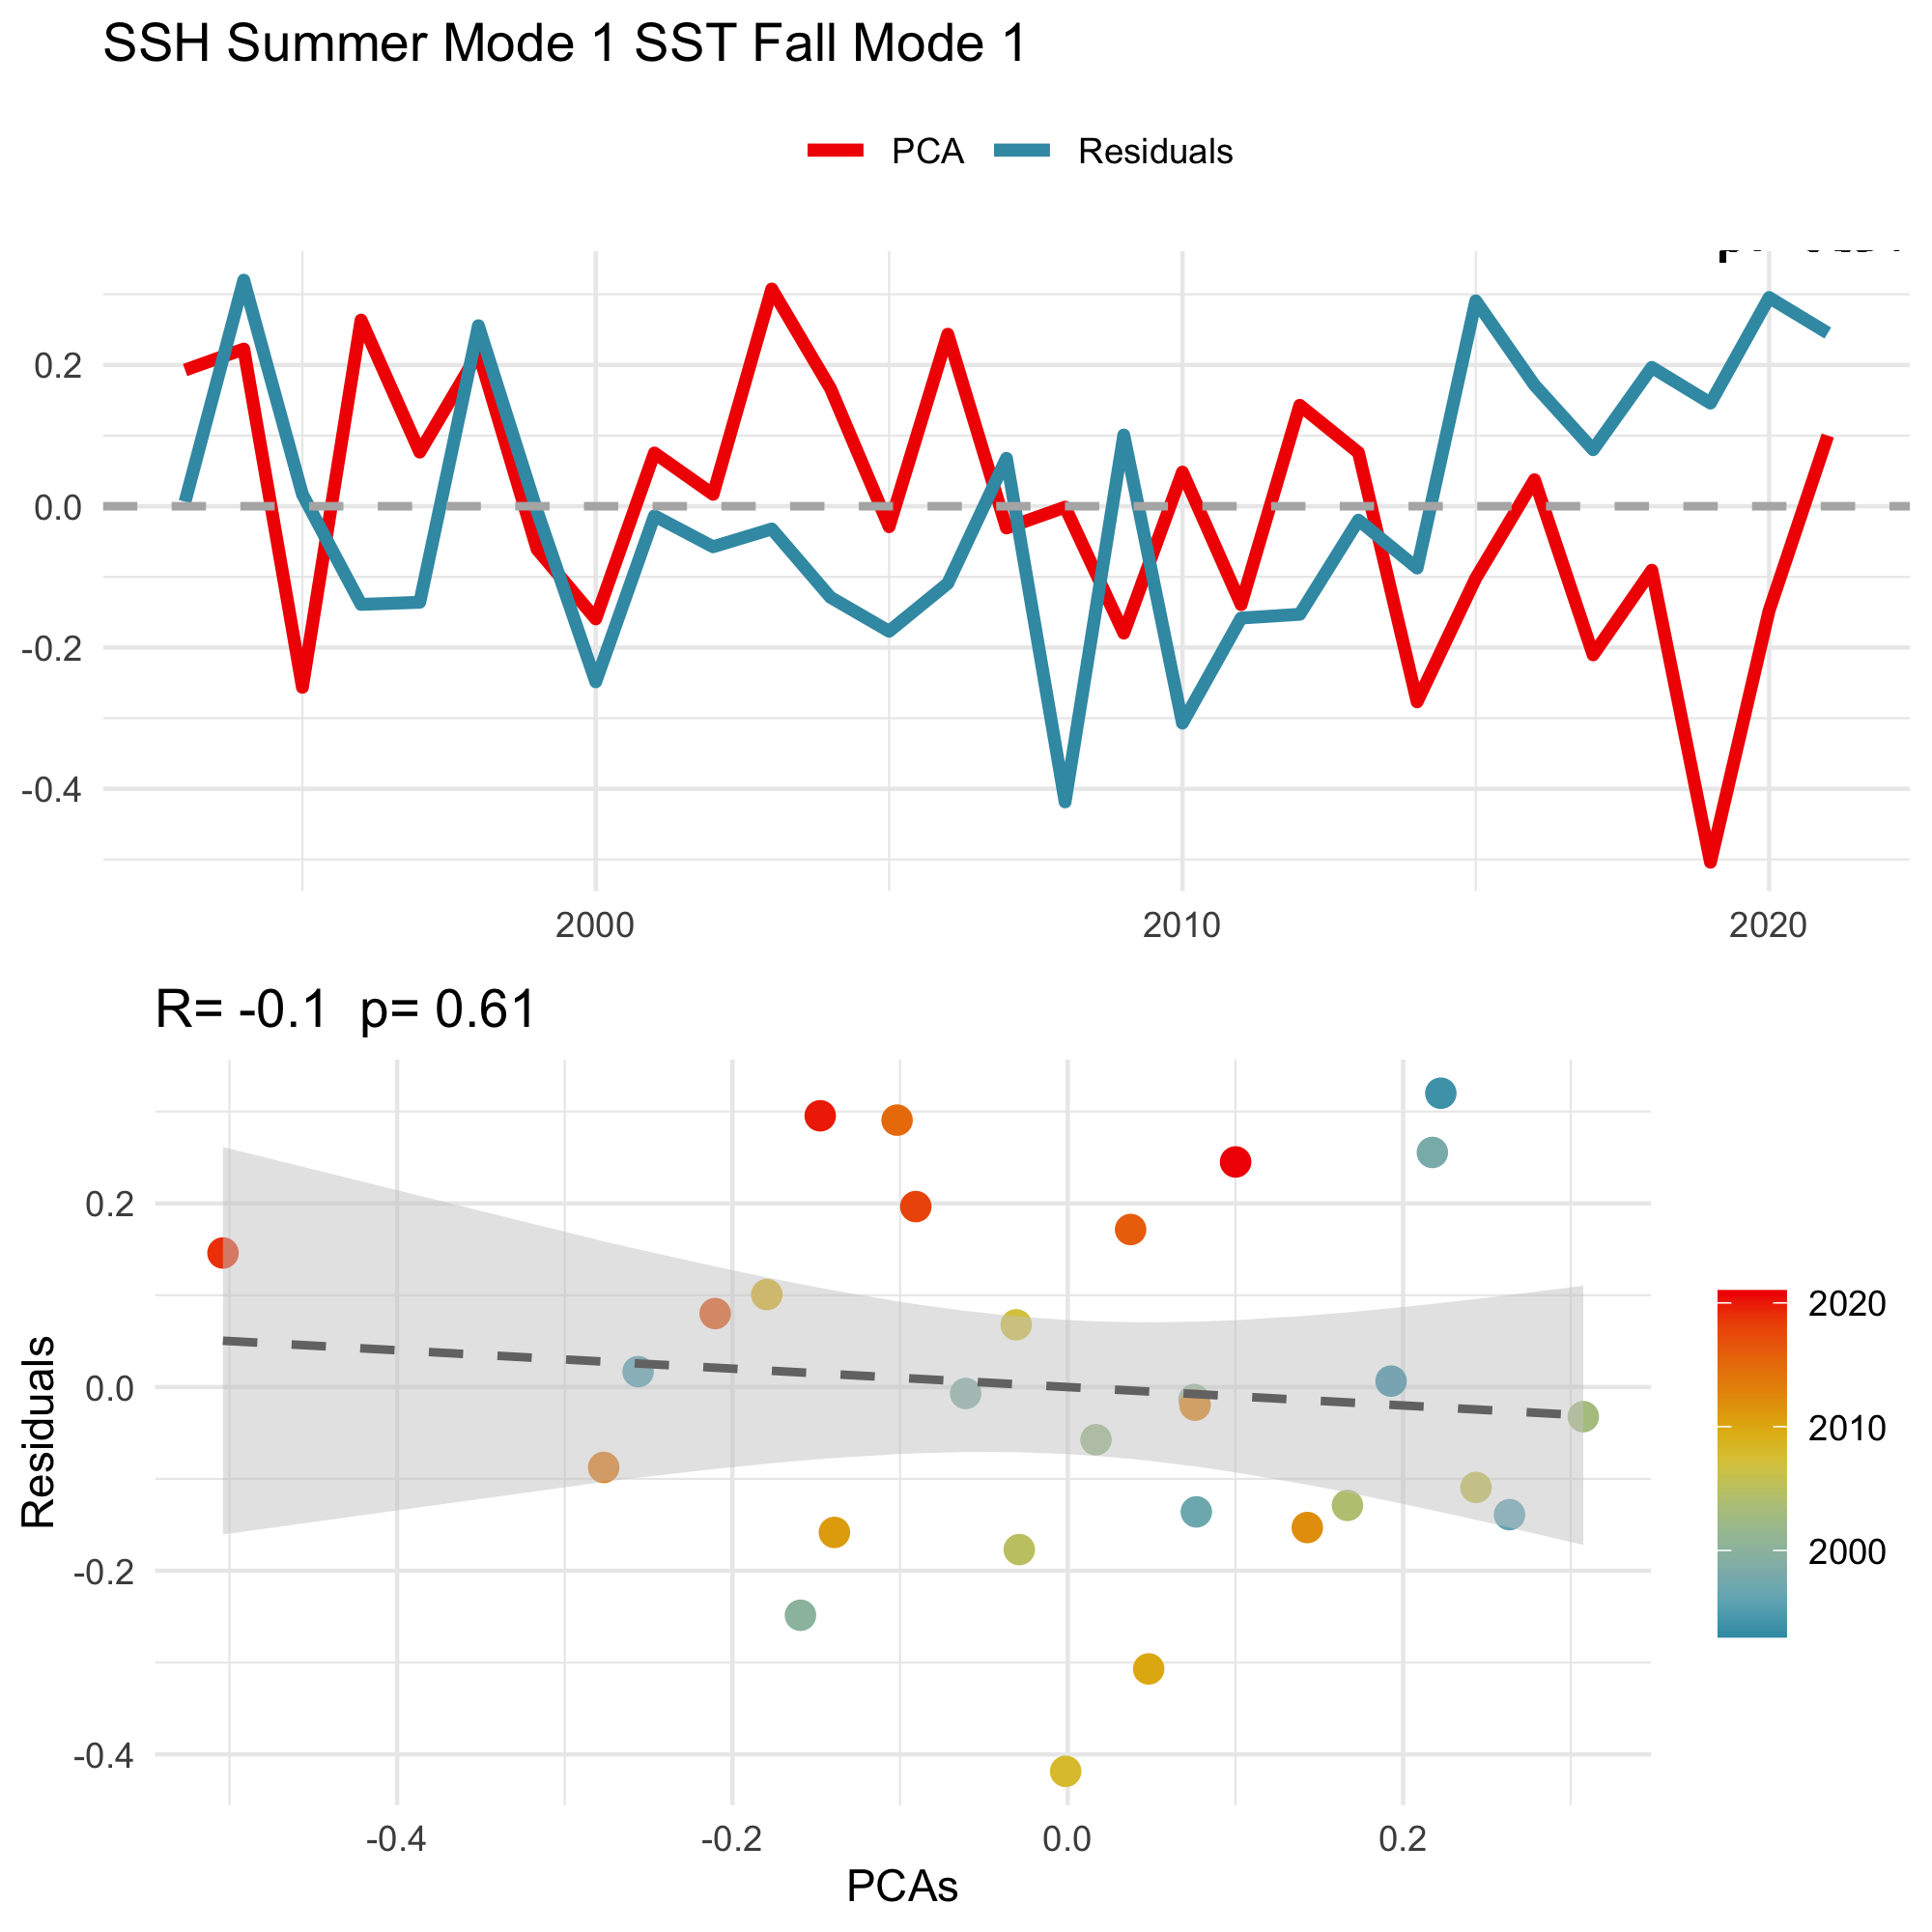 SSH Summer Mode 1 SST Fall Mode 1
PCA Residuals
0.2
0.0
-0.2
-0.4
2000 2010 2020
R= -0.1 p= 0.61
Residuals
0.2
0.0
-0.2
-0.4
-0.4 -0.2 0.0 0.2
PCAs
2020
2010
2000